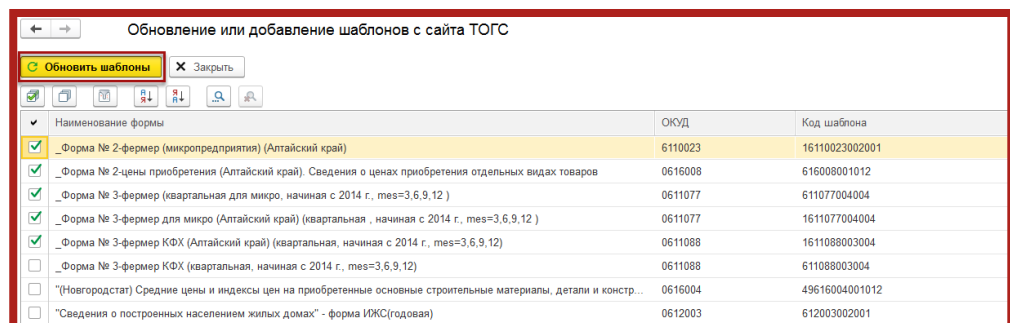 Обновление или добавление шаблонов с сайта ТОГС
Обновить шаблоны Закрыть
Наименование формы ОКУД Код шаблона
_Форма № 2-фермер (микропредприятия) (Алтайский край) 6110023 16110023002001
_Форма № 2-цены приобретения (Алтайский край). Сведения о ценах приобретения отдельных видах товаров 0616008 616008001012
_Форма № 3-фермер (квартальная для микро, начиная с 2014 г., mes=3,6,9,12 ) 0611077 611077004004
_Форма № 3-фермер для микро (Алтайский край) (квартальная , начиная с 2014 г., mes=3,6,9,12 ) 0611077 1611077004004
_Форма № 3-фермер КФХ (Алтайский край) (квартальная, начиная с 2014 г., mes=3,6,9,12) 0611088 1611088003004
_Форма № 3-фермер КФХ (квартальная, начиная с 2014 г., mes=3,6,9,12) 0611088 611088003004
"(Новгородстат) Средние цены и индексы цен на приобретенные основные строительные материалы, детали и констр... 0616004 49616004001012
"Сведения о построенных населением жилых домах" - форма ИЖС(годовая) 0612003 612003002001